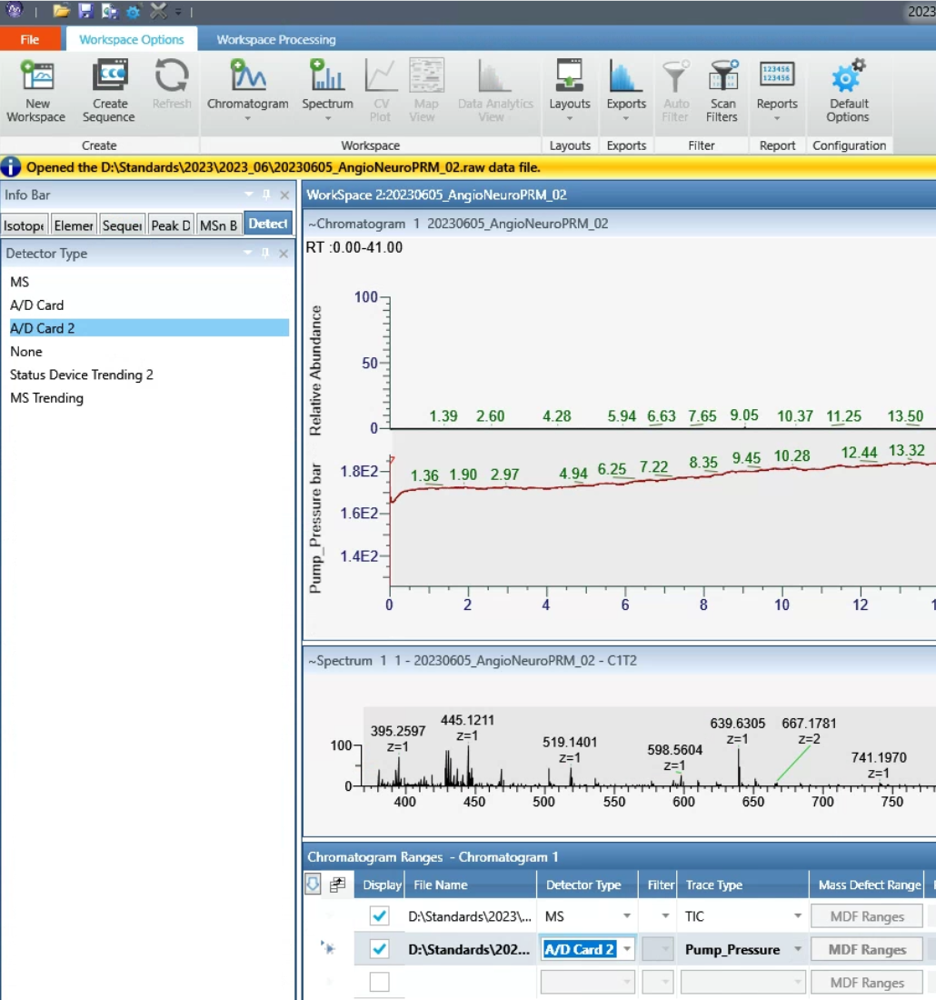 2023
File
Workspace Options
Workspace Processing
New Workspace
Create Sequence
Refresh
Chromatogram
Spectrum
CV Plot
Map View
Data Analytics View
Layouts
Exports
Auto Filter
Scan Filters
123456
123456
Reports
Default Options
Create
Workspace
Layouts
Exports
Filter
Report
Configuration
Opened the D:\Standards\2023\2023_06\20230605_AngioNeuroPRM_02.raw data file.
Info Bar
Isotop
Elemer
Sequer
Peak D
MSn B
Detect
Detector Type
MS
A/D Card
A/D Card 2
None
Status Device Trending 2
MS Trending
WorkSpace 2:20230605_AngioNeuroPRM_02
~Chromatogram 1 20230605_AngioNeuroPRM_02
RT :0.00-41.00
Relative Abundance
100
50
0
1.39 2.60 4.28 5.94 6.63 7.65 9.05 10.37 11.25 13.50
Pump_Pressure bar
1.8E2
1.6E2
1.4E2
1.36 1.90 2.97 4.94 6.25 7.22 8.35 9.45 10.28 12.44 13.32
0 2 4 6 8 10 12 1
~Spectrum 1 1 - 20230605_AngioNeuroPRM_02 - C1T2
100
0
395.2597
z=1
445.1211
z=1
519.1401
z=1
598.5604
z=1
639.6305
z=1
667.1781
z=2
741.1970
z=1
400 450 500 550 600 650 700 750
Chromatogram Ranges - Chromatogram 1
Display File Name Detector Type Filter Trace Type Mass Defect Range
D:\Standards\2023\... MS TIC MDF Ranges
D:\Standards\202... A/D Card 2 Pump_Pressure MDF Ranges
MDF Ranges